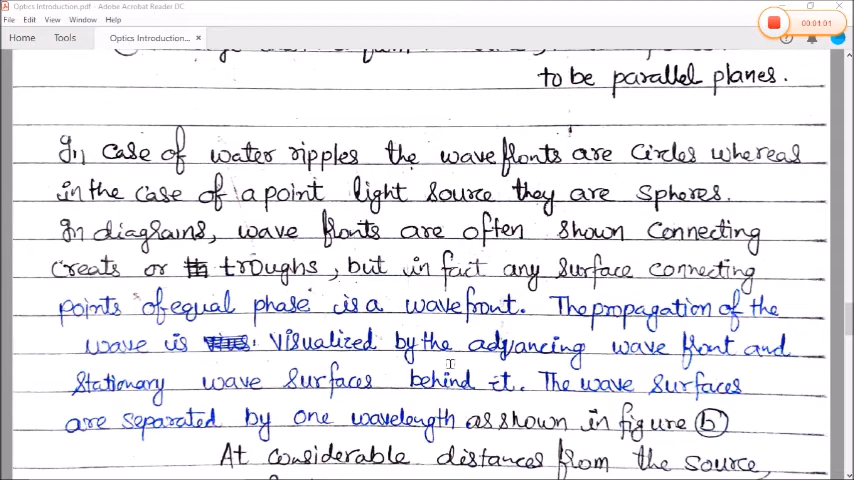 Optics Introduction.pdf - Adobe Acrobat Reader DC
File Edit View Window Help
Home Tools Optics Introduction.... ×
00:01:01
to be parallel planes.
In case of water ripples the wavefronts are Circles whereas
in the case of a point light source they are spheres.
In diagrams, wave fronts are often shown connecting
creats or troughs, but in fact any surface connecting
points "of equal phase" is a wavefront. The propagation of the
wave is visualized by the advancing wave front and
stationary wave surfaces behind it. The wave surfaces
are separated by one wavelength as shown in figure (b)
At considerable distances from the source,